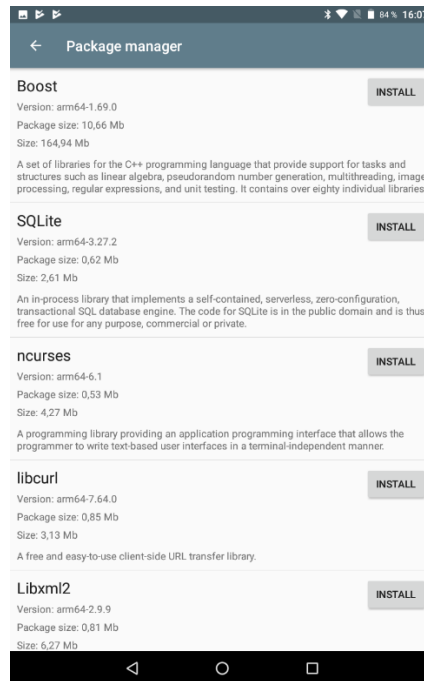 84 % 16:07
Package manager
Boost
INSTALL
Version: arm64-1.69.0
Package size: 10,66 Mb
Size: 164,94 Mb
A set of libraries for the C++ programming language that provide support for tasks and
structures such as linear algebra, pseudorandom number generation, multithreading, image
processing, regular expressions, and unit testing. It contains over eighty individual libraries
SQLite
INSTALL
Version: arm64-3.27.2
Package size: 0,62 Mb
Size: 2,61 Mb
An in-process library that implements a self-contained, serverless, zero-configuration,
transactional SQL database engine. The code for SQLite is in the public domain and is thus
free for use for any purpose, commercial or private.
ncurses
INSTALL
Version: arm64-6.1
Package size: 0,53 Mb
Size: 4,27 Mb
A programming library providing an application programming interface that allows the
programmer to write text-based user interfaces in a terminal-independent manner.
libcurl
INSTALL
Version: arm64-7.64.0
Package size: 0,85 Mb
Size: 3,13 Mb
A free and easy-to-use client-side URL transfer library.
Libxml2
INSTALL
Version: arm64-2.9.9
Package size: 0,81 Mb
Size: 6,27 Mb